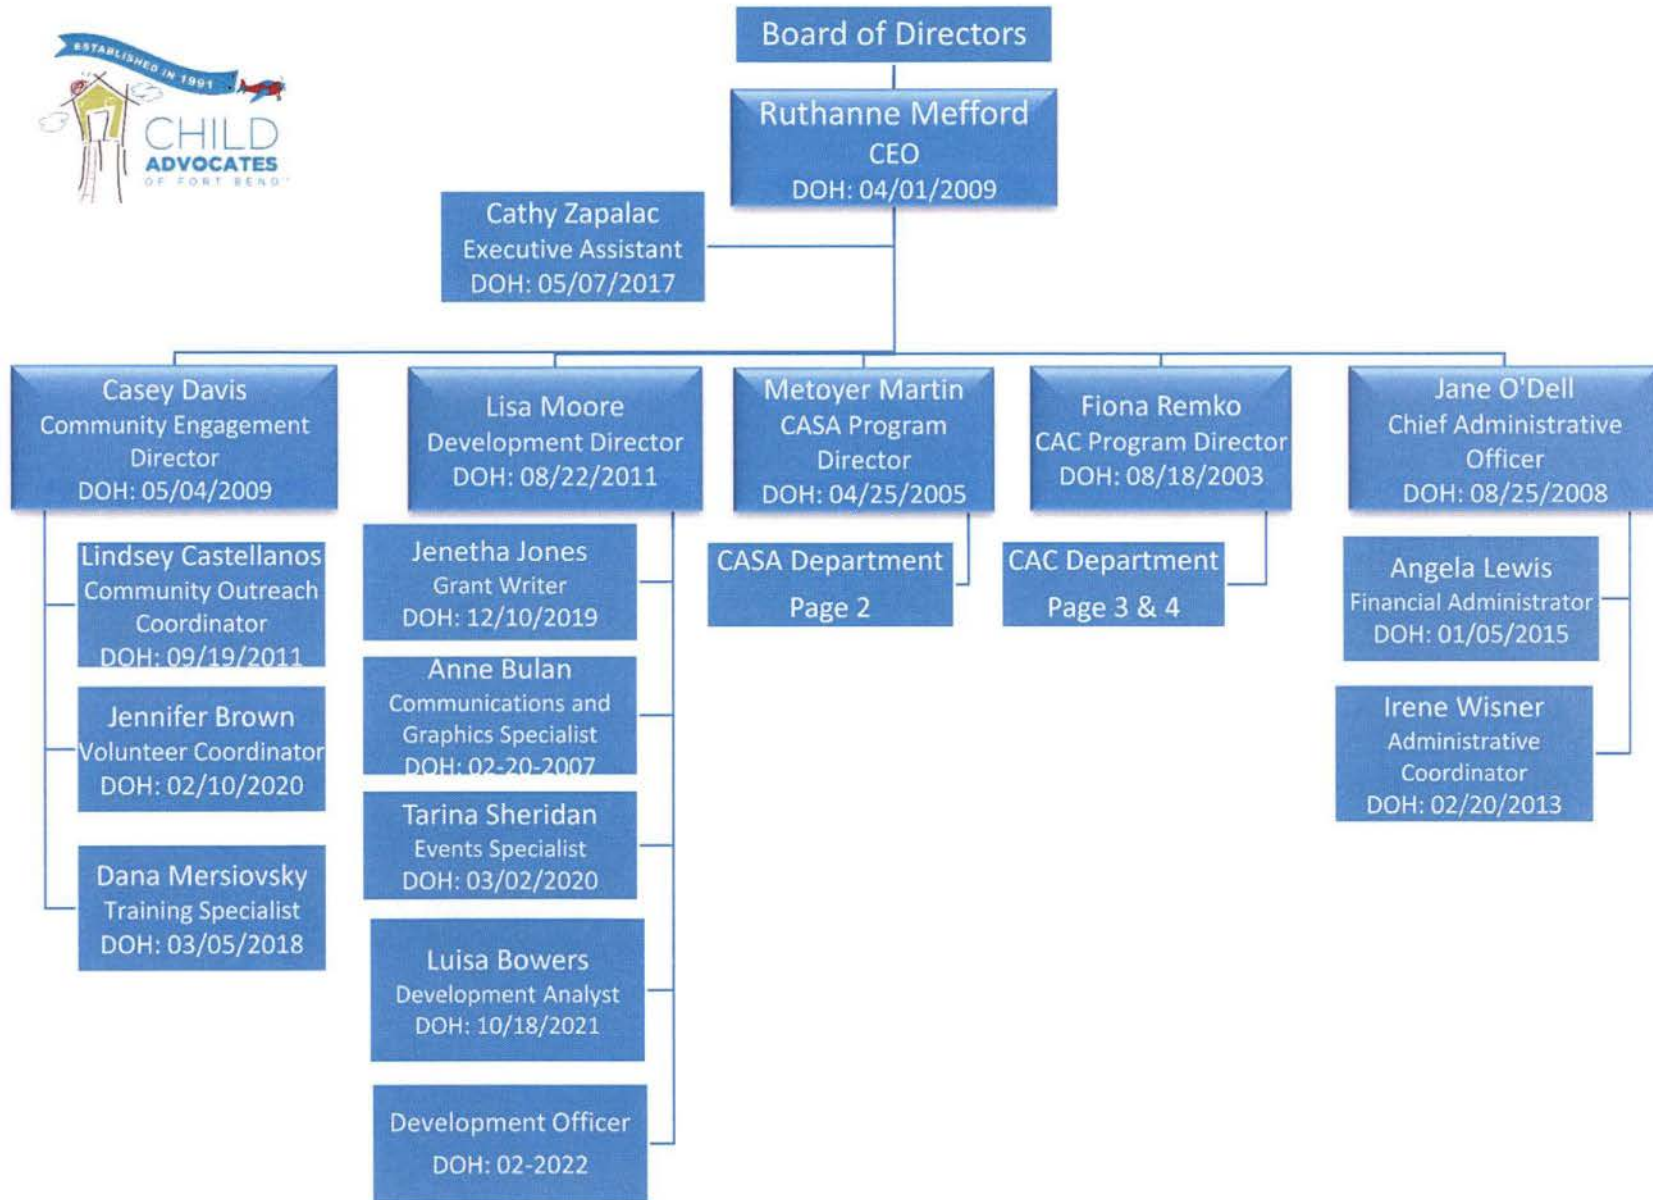 ESTABLISHED IN 1991
CHILD
ADVOCATES
OF FORT BEND™
Board of Directors
Ruthanne Mefford
CEO
DOH: 04/01/2009
Cathy Zapalac
Executive Assistant
DOH: 05/07/2017
Casey Davis
Community Engagement
Director
DOH: 05/04/2009
Lindsey Castellanos
Community Outreach
Coordinator
DOH: 09/19/2011
Jennifer Brown
Volunteer Coordinator
DOH: 02/10/2020
Dana Mersiovsky
Training Specialist
DOH: 03/05/2018
Lisa Moore
Development Director
DOH: 08/22/2011
Jenetha Jones
Grant Writer
DOH: 12/10/2019
Anne Bulan
Communications and
Graphics Specialist
DOH: 02-20-2007
Tarina Sheridan
Events Specialist
DOH: 03/02/2020
Luisa Bowers
Development Analyst
DOH: 10/18/2021
Development Officer
DOH: 02-2022
Metoyer Martin
CASA Program
Director
DOH: 04/25/2005
CASA Department
Page 2
Fiona Remko
CAC Program Director
DOH: 08/18/2003
CAC Department
Page 3 & 4
Jane O'Dell
Chief Administrative
Officer
DOH: 08/25/2008
Angela Lewis
Financial Administrator
DOH: 01/05/2015
Irene Wisner
Administrative
Coordinator
DOH: 02/20/2013